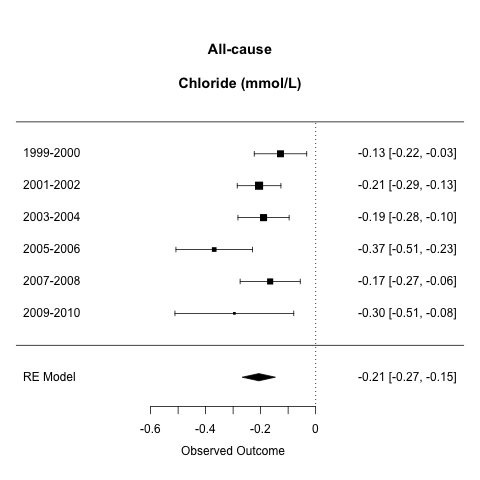 All-cause
Chloride (mmol/L)
1999-2000 -0.13 [-0.22, -0.03]
2001-2002 -0.21 [-0.29, -0.13]
2003-2004 -0.19 [-0.28, -0.10]
2005-2006 -0.37 [-0.51, -0.23]
2007-2008 -0.17 [-0.27, -0.06]
2009-2010 -0.30 [-0.51, -0.08]
RE Model -0.21 [-0.27, -0.15]
-0.6 -0.4 -0.2 0
Observed Outcome